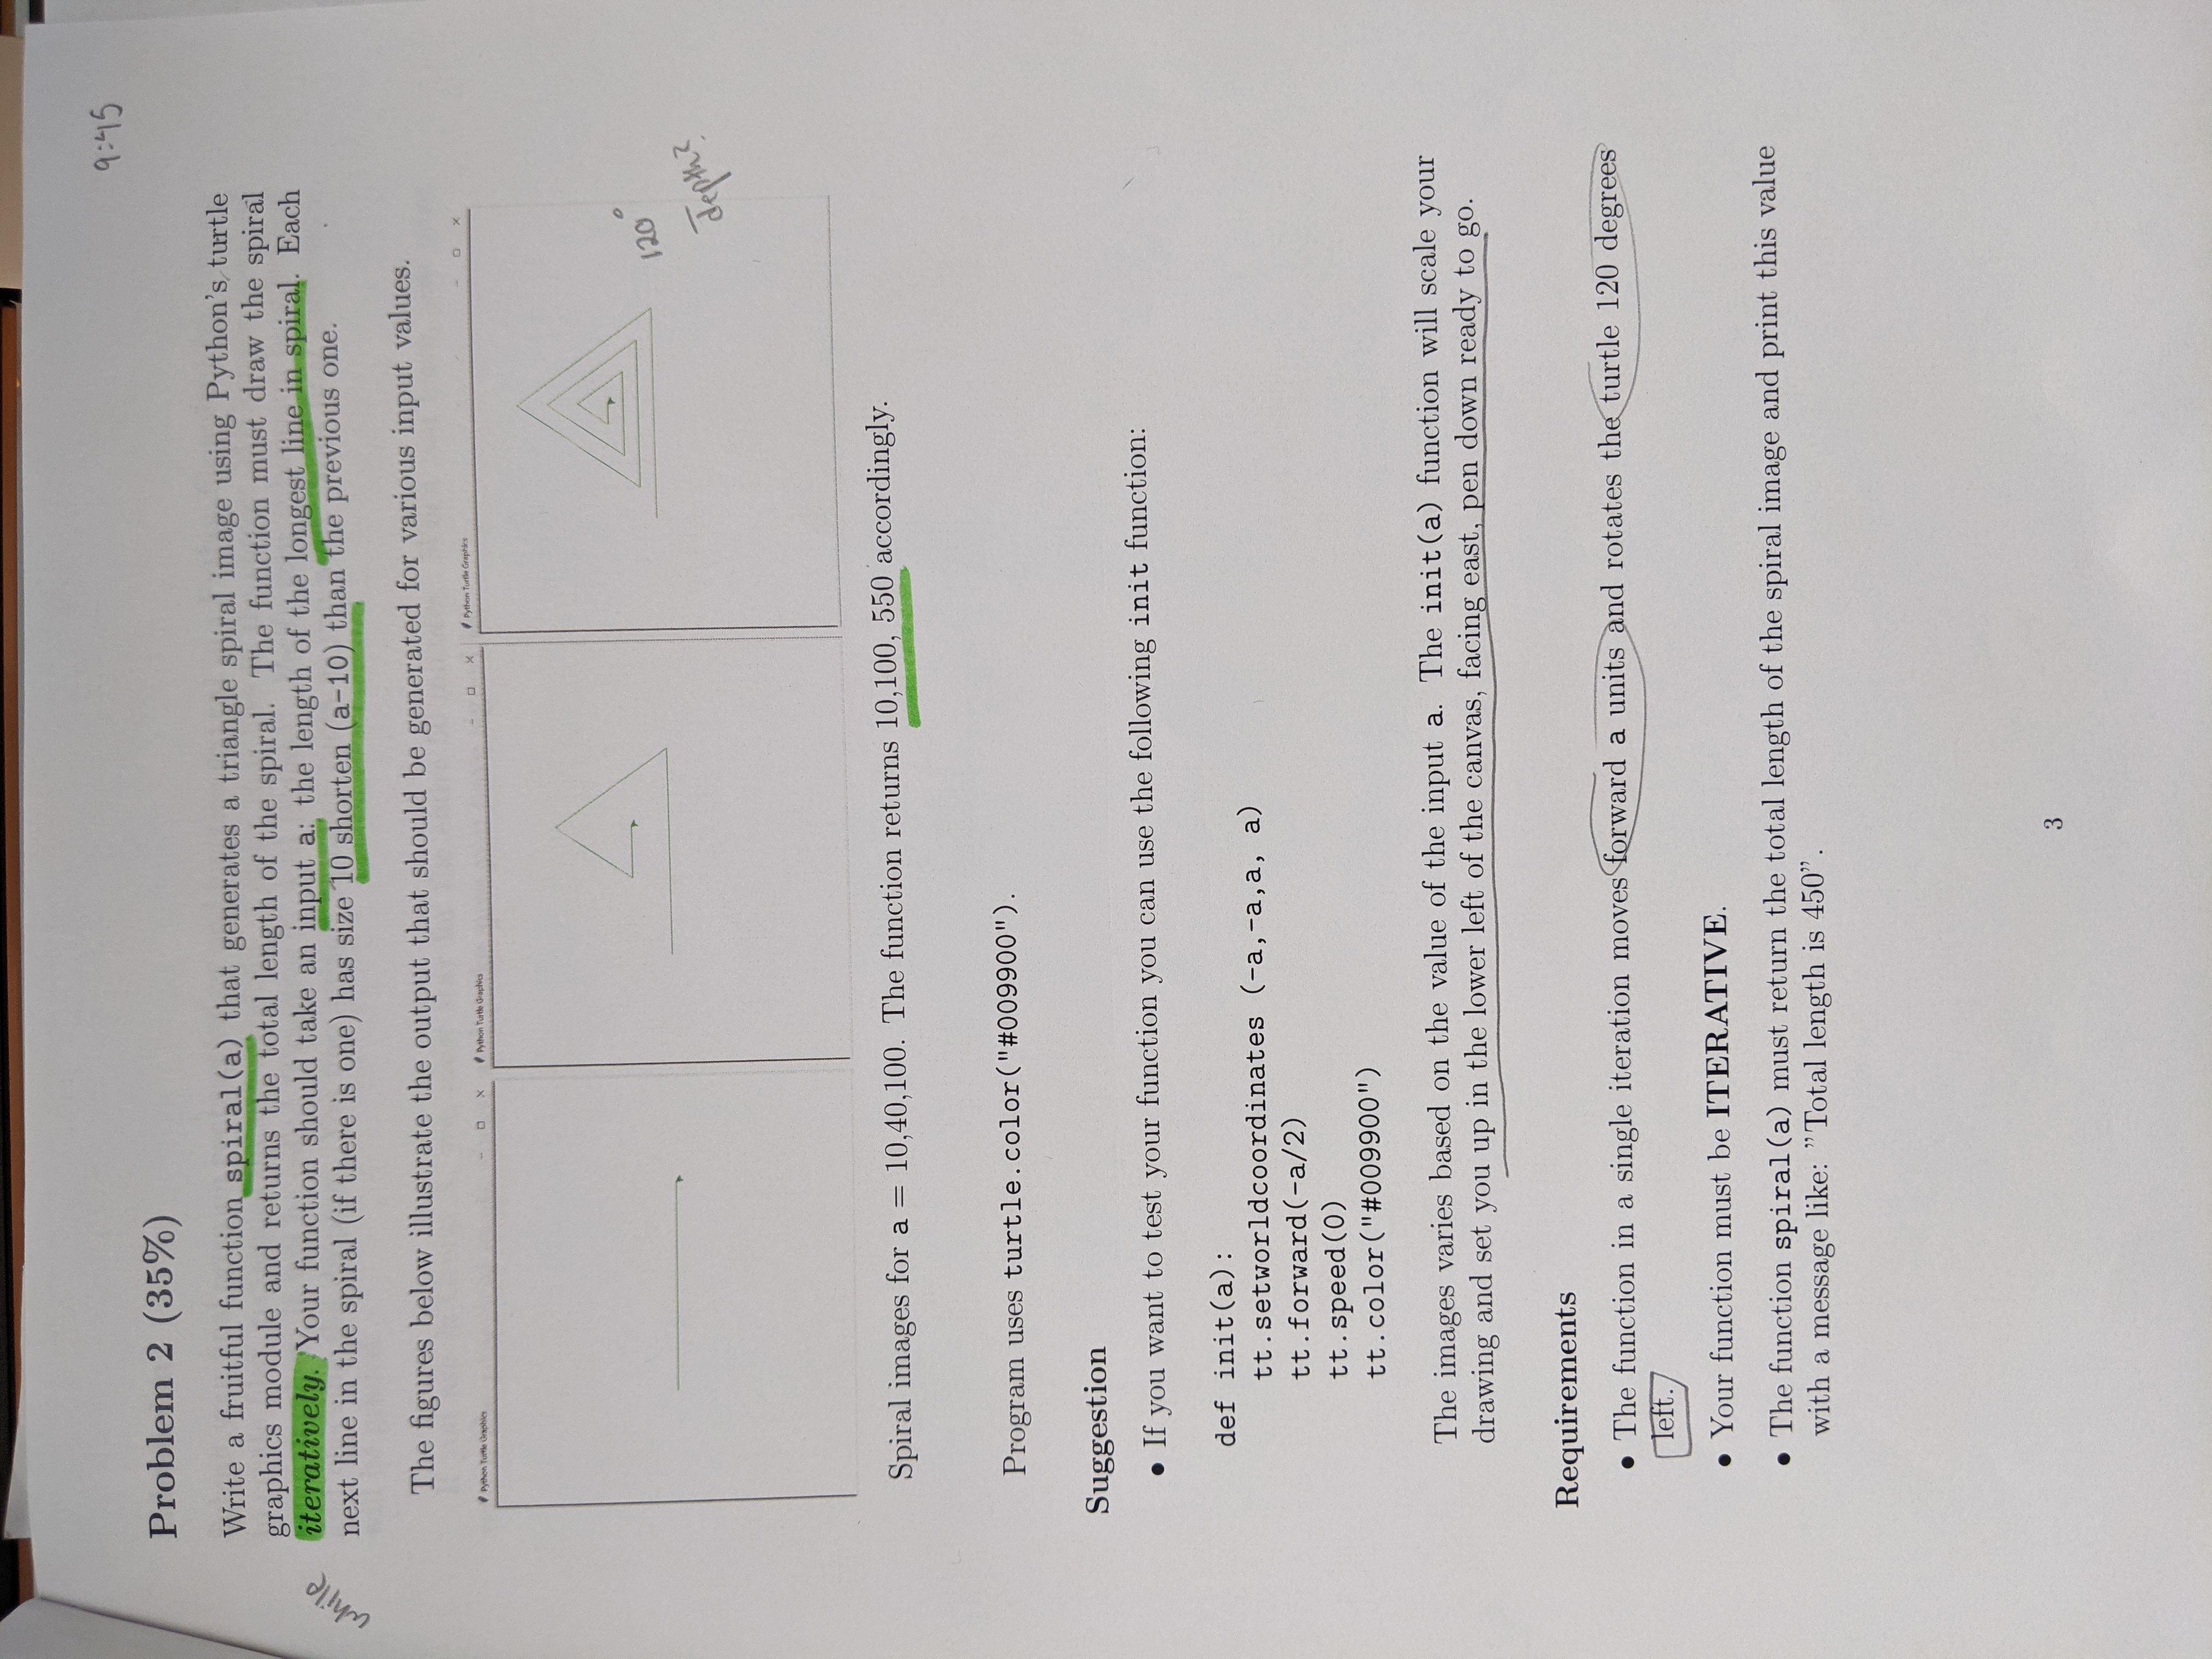 9:45
Problem 2 (35%)
Write a fruitful function spiral(a) that generates a triangle spiral image using Python's turtle
graphics module and returns the total length of the spiral. The function must draw the spiral
iteratively. Your function should take an input a: the length of the longest line in spiral. Each
next line in the spiral (if there is one) has size 10 shorten (a-10) than the previous one.
while
The figures below illustrate the output that should be generated for various input values.
Python Turtle Graphics
Python Turtle Graphics
Python Turtle Graphics
120°
depth?
Spiral images for a = 10,40,100. The function returns 10,100, 550 accordingly.
Program uses turtle.color("#009900").
Suggestion
• If you want to test your function you can use the following init function:
def init(a):
tt.setworldcoordinates (-a,-a,a, a)
tt.forward(-a/2)
tt.speed(0)
tt.color("#009900")
The images varies based on the value of the input a. The init(a) function will scale your
drawing and set you up in the lower left of the canvas, facing east, pen down ready to go.
Requirements
• The function in a single iteration moves forward a units and rotates the turtle 120 degrees
left.
• Your function must be ITERATIVE.
• The function spiral(a) must return the total length of the spiral image and print this value
with a message like: "Total length is 450".
3